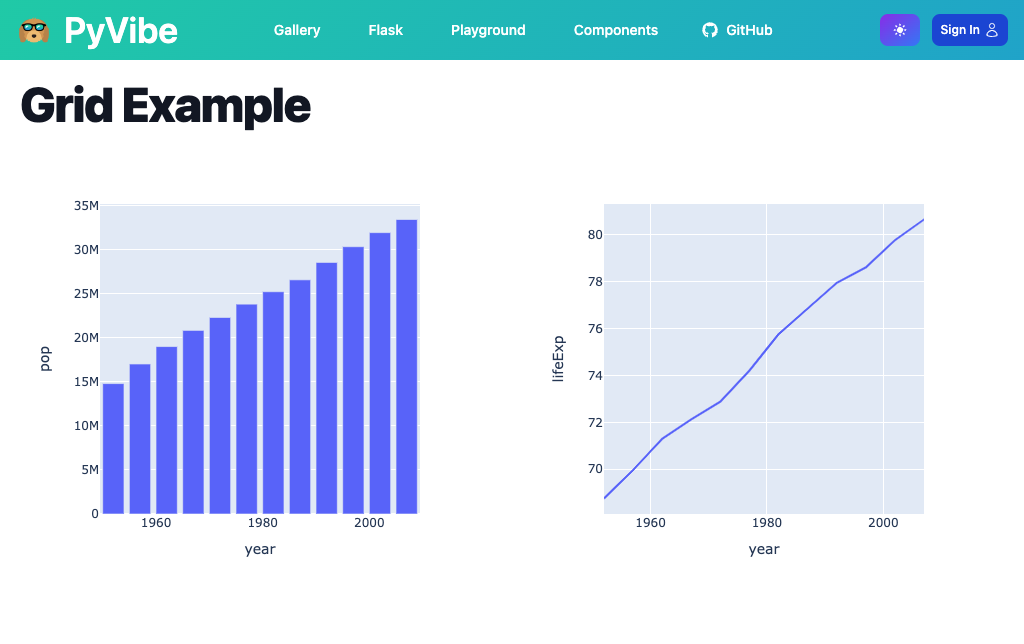 PyVibe
Gallery
Flask
Playground
Components
GitHub
Sign In
Grid Example
35M
30M
25M
20M
15M
10M
5M
0
pop
1960
1980
2000
year
80
78
76
74
72
70
lifeExp
1960
1980
2000
year